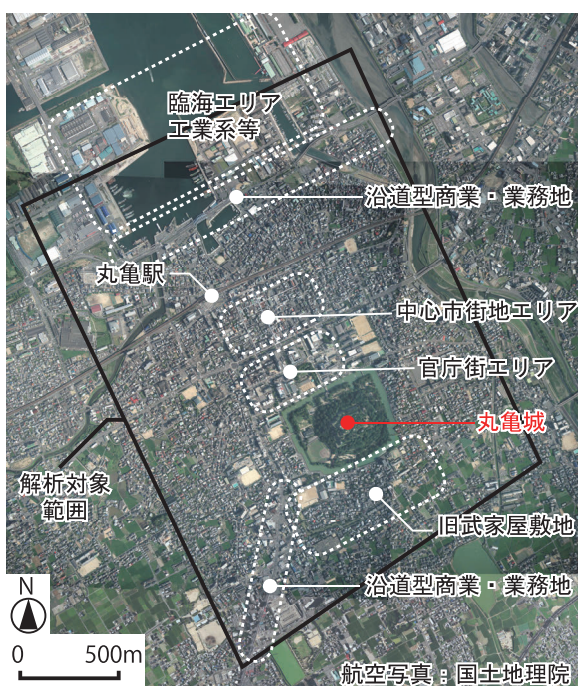 臨海エリア
工業系等
沿道型商業・業務地
丸亀駅
中心市街地エリア
官庁街エリア
丸亀城
解析対象
範囲
旧武家屋敷地
沿道型商業・業務地
N
0 500m
航空写真：国土地理院